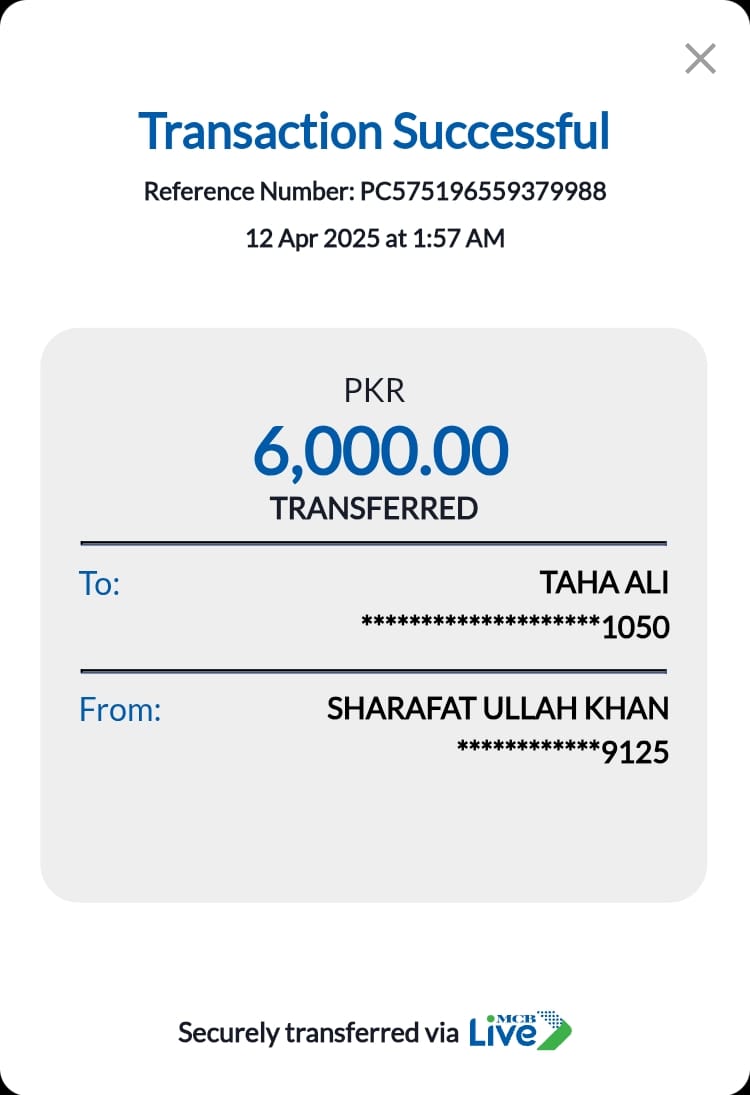 Transaction Successful
Reference Number: PC575196559379988
12 Apr 2025 at 1:57 AM
PKR
6,000.00
TRANSFERRED
To: TAHA ALI
********************1050
From: SHARAFAT ULLAH KHAN
************9125
Securely transferred via MCB Live